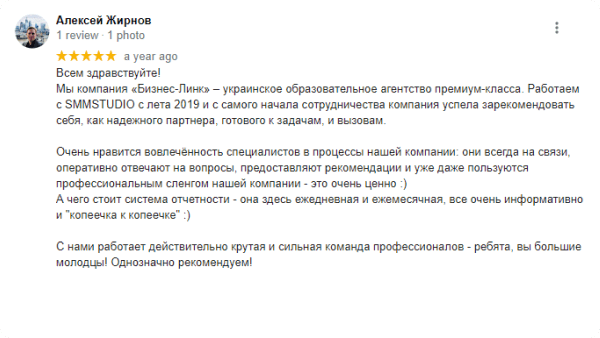 Алексей Жирнов
1 review · 1 photo
a year ago
Всем здравствуйте!
Мы компания «Бизнес-Линк» – украинское образовательное агентство премиум-класса. Работаем
с SMMSTUDIO с лета 2019 и с самого начала сотрудничества компания успела зарекомендовать
себя, как надежного партнера, готового к задачам, и вызовам.
Очень нравится вовлечённость специалистов в процессы нашей компании: они всегда на связи,
оперативно отвечают на вопросы, предоставляют рекомендации и уже даже пользуются
профессиональным сленгом нашей компании - это очень ценно :)
А чего стоит система отчетности - она здесь ежедневная и ежемесячная, все очень информативно
и "копеечка к копеечке" :)
С нами работает действительно крутая и сильная команда профессионалов - ребята, вы большие
молодцы! Однозначно рекомендуем!